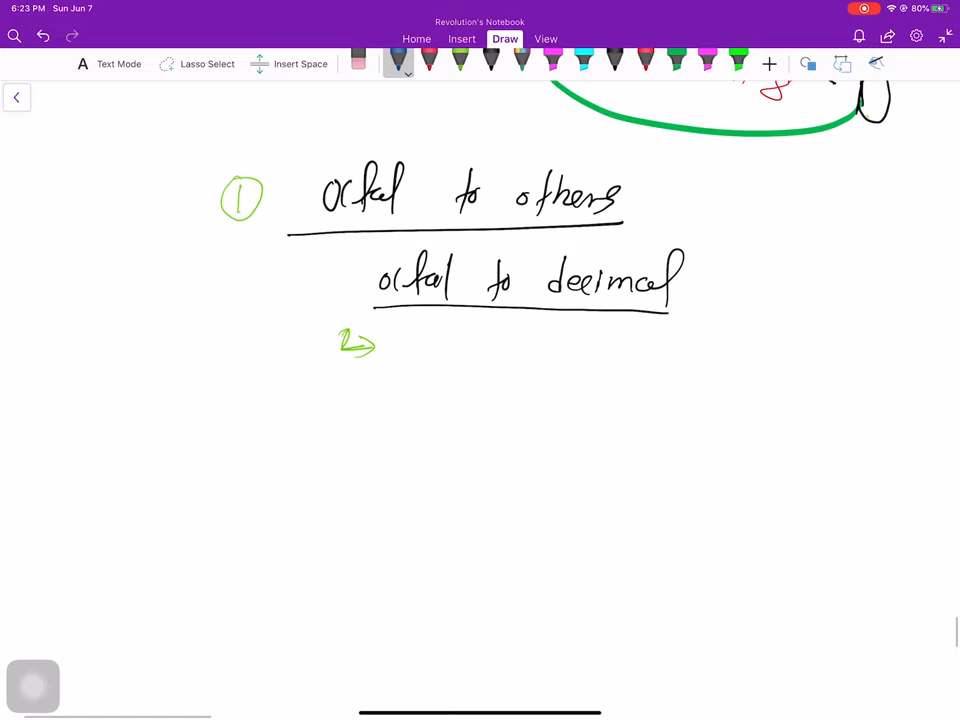 6:23 PM Sun Jun 7
80%
Revolution's Notebook
Home Insert Draw View
A Text Mode Lasso Select Insert Space
① octal to others
octal to decimal